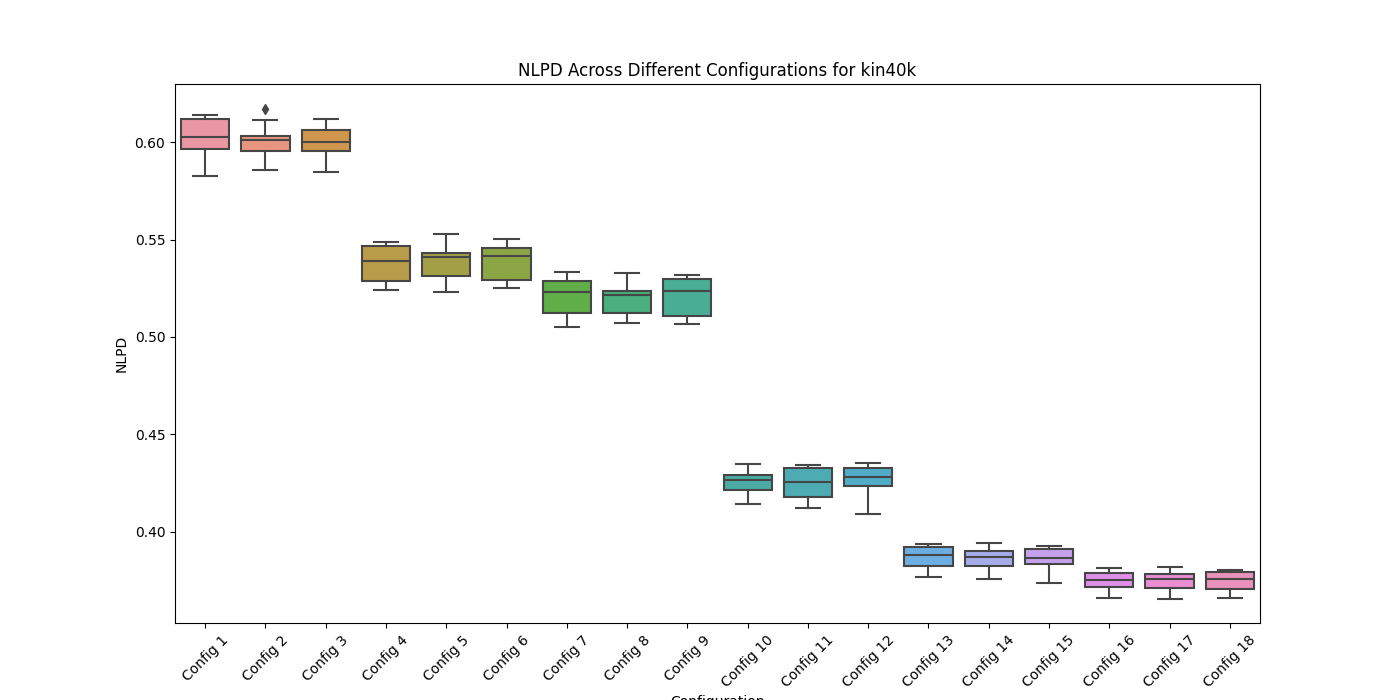 NLPD Across Different Configurations for kin40k
0.60
0.55
0.50
0.45
0.40
NLPD
Config 1
Config 2
Config 3
Config 4
Config 5
Config 6
Config 7
Config 8
Config 9
Config 10
Config 11
Config 12
Config 13
Config 14
Config 15
Config 16
Config 17
Config 18
Configuration